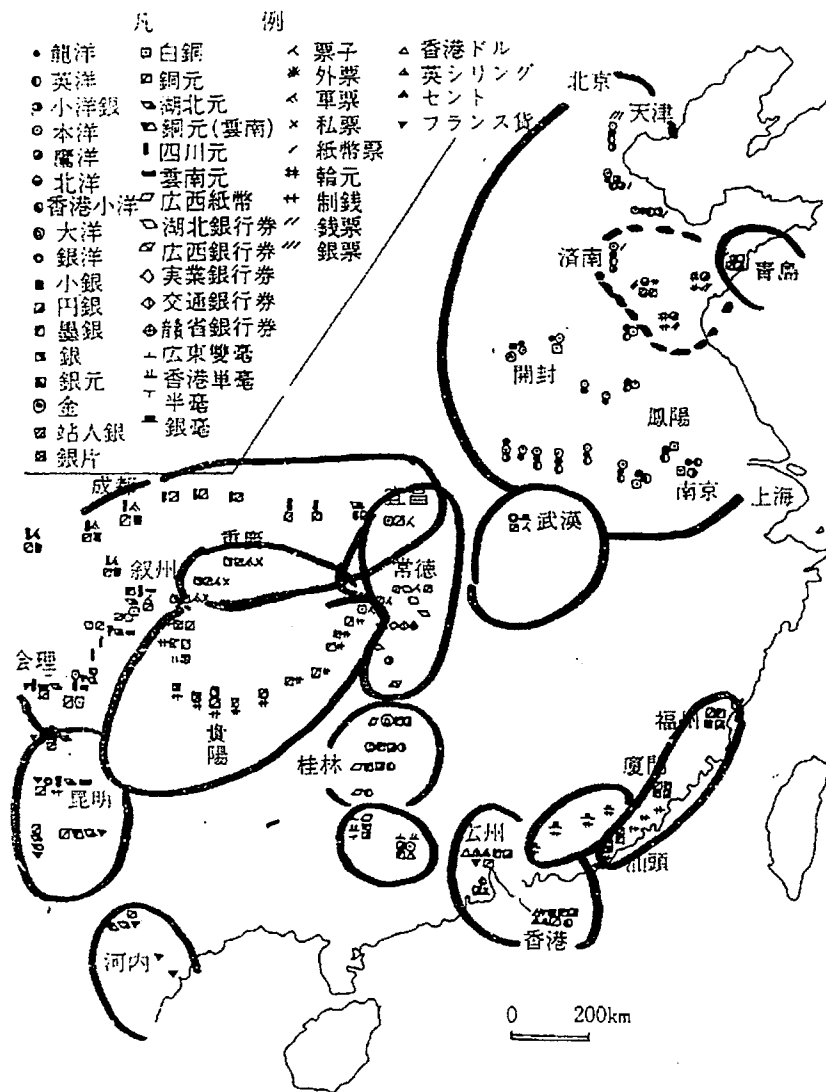 凡 例
龍洋
英洋
小洋銀
本洋
鷹洋
北洋
香港小洋
大洋
銀洋
小銀
円銀
墨銀
銀
銀元
金
站人銀
銀片
白銅
銅元
湖北元
銅元(雲南)
四川元
雲南元
広西紙幣
湖北銀行券
広西銀行券
実業銀行券
交通銀行券
贛省銀行券
広東雙毫
香港単毫
半毫
銀毫
票子
外票
軍票
私票
紙幣票
輪元
制銭
銭票
銀票
香港ドル
英シリング
セント
フランス貨
北京
天津
済南
青島
開封
鳳陽
南京
上海
武漢
成都
宜昌
重慶
叙州
常徳
会理
貴陽
桂林
昆明
福州
廈門
広州
汕頭
香港
河内
0 200km